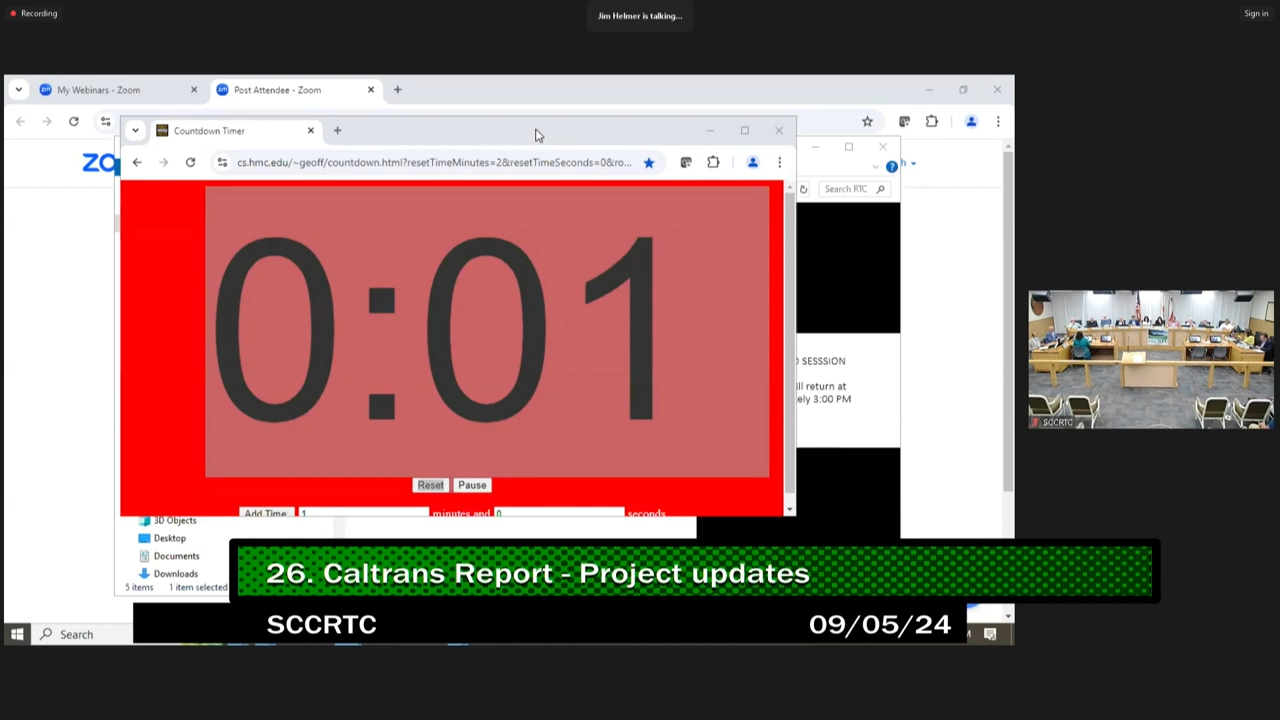 Recording
Jim Helmer is talking...
Sign in
My Webinars - Zoom
Post Attendee - Zoom
Countdown Timer
cs.hmc.edu/~geoff/countdown.html?resetTimeMinutes=2&resetTimeSeconds=0&ro...
ZO
Search RTC
0:01
SESSSION
ill return at
ely 3:00 PM
Reset
Pause
Add Time:
1
minutes and
0
seconds
SCCRTC
3D Objects
Desktop
Documents
Downloads
5 items
1 item selected
26. Caltrans Report - Project updates
SCCRTC
09/05/24
Search